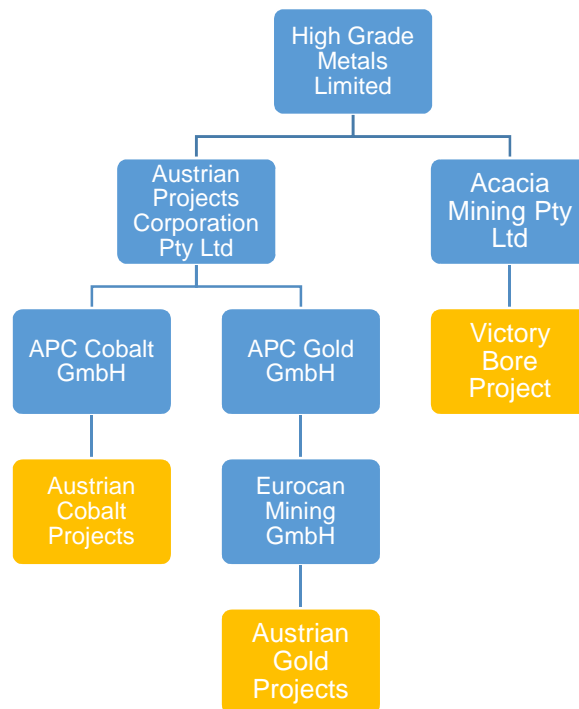 High Grade
Metals
Limited
Austrian
Projects
Corporation
Pty Ltd
Acacia
Mining Pty
Ltd
APC Cobalt
GmbH
APC Gold
GmbH
Victory
Bore
Project
Austrian
Cobalt
Projects
Eurocan
Mining
GmbH
Austrian
Gold
Projects